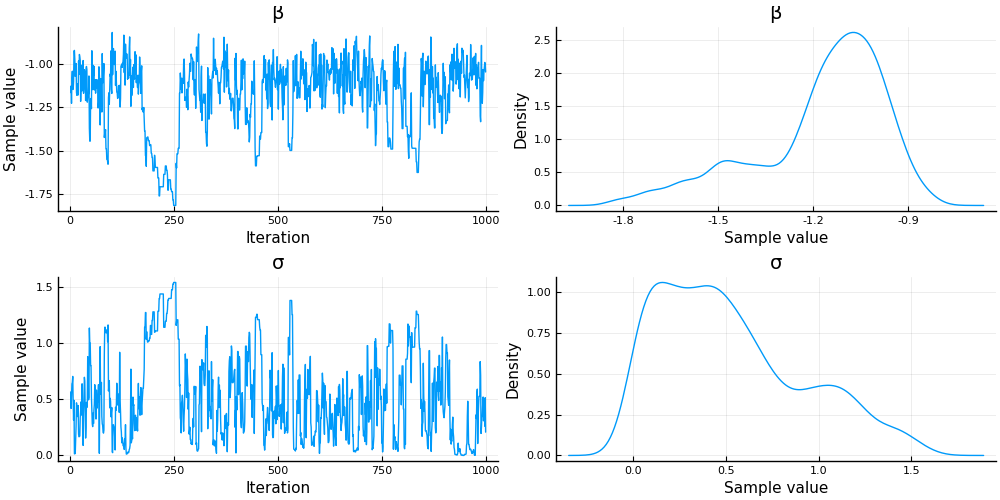 β
Sample value
-1.00
-1.25
-1.50
-1.75
0 250 500 750 1000
Iteration
β
Density
2.5
2.0
1.5
1.0
0.5
0.0
-1.8 -1.5 -1.2 -0.9
Sample value
σ
Sample value
1.5
1.0
0.5
0.0
0 250 500 750 1000
Iteration
σ
Density
1.00
0.75
0.50
0.25
0.00
0.0 0.5 1.0 1.5
Sample value